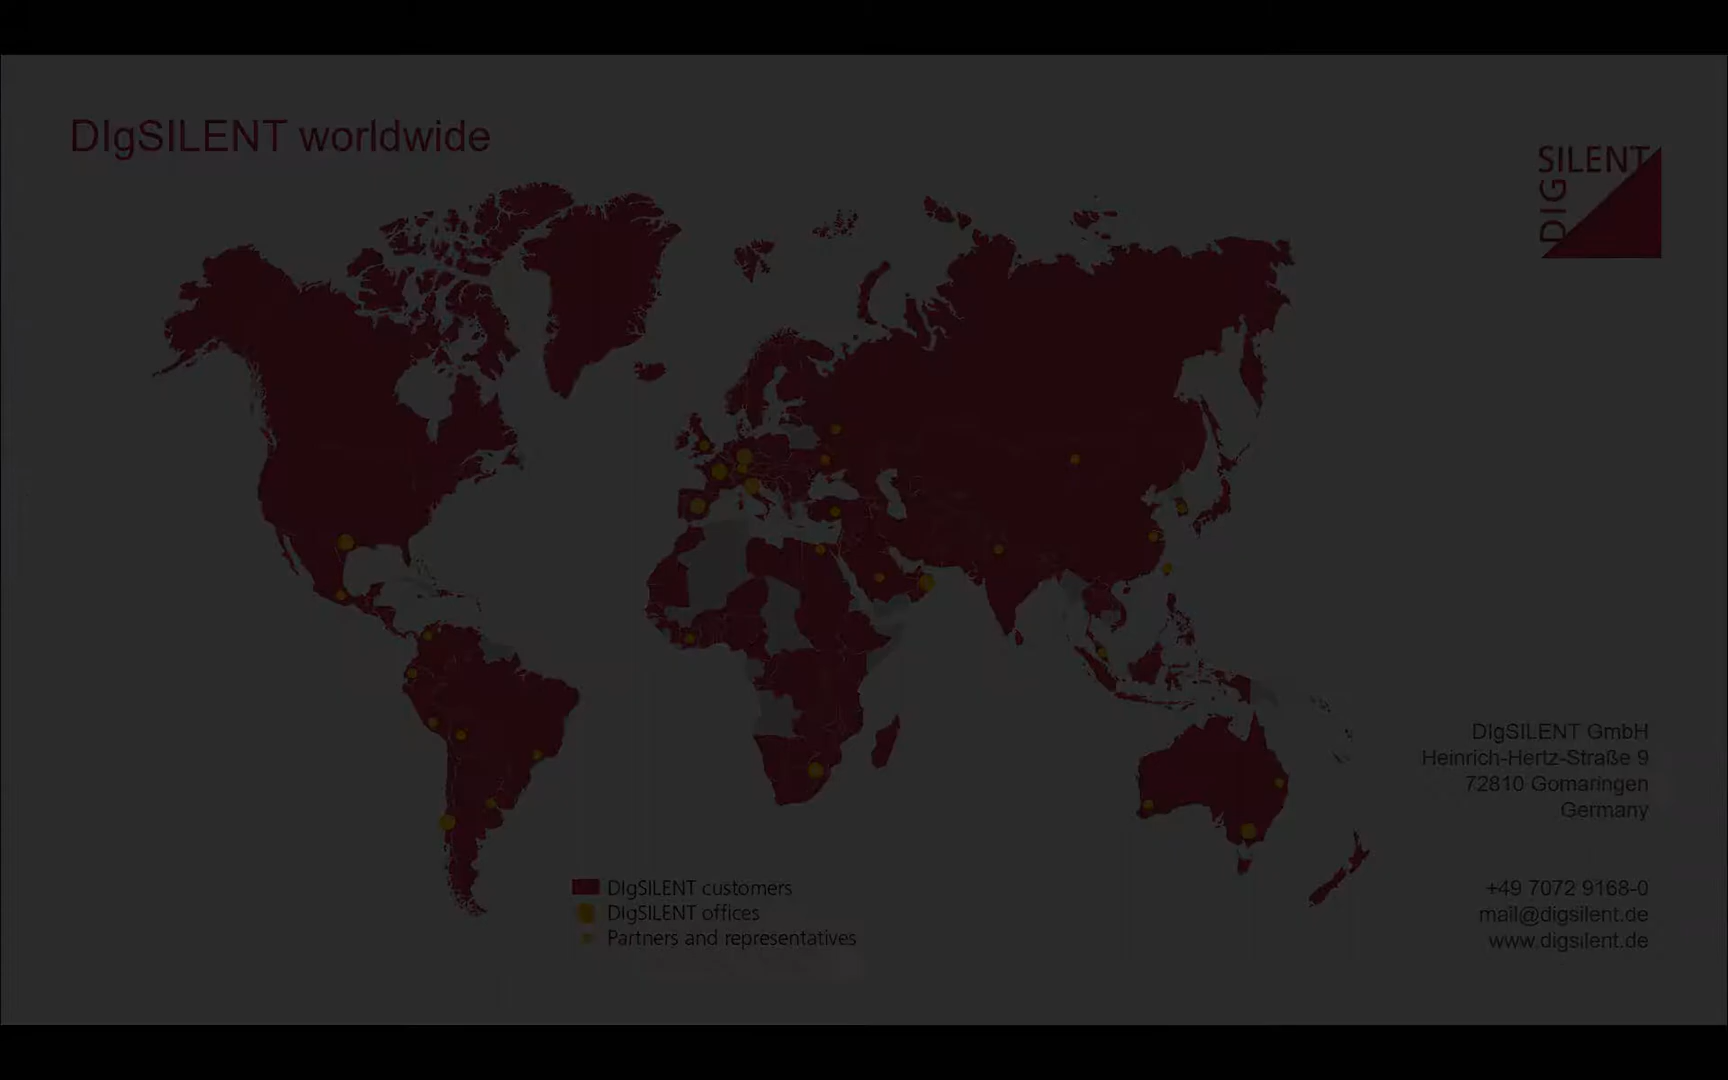 DIgSILENT worldwide
SILENT
DIG
DIgSILENT GmbH
Heinrich-Hertz-Straße 9
72810 Gomaringen
Germany
+49 7072 9168-0
mail@digsilent.de
www.digsilent.de
DIgSILENT customers
DIgSILENT offices
Partners and representatives